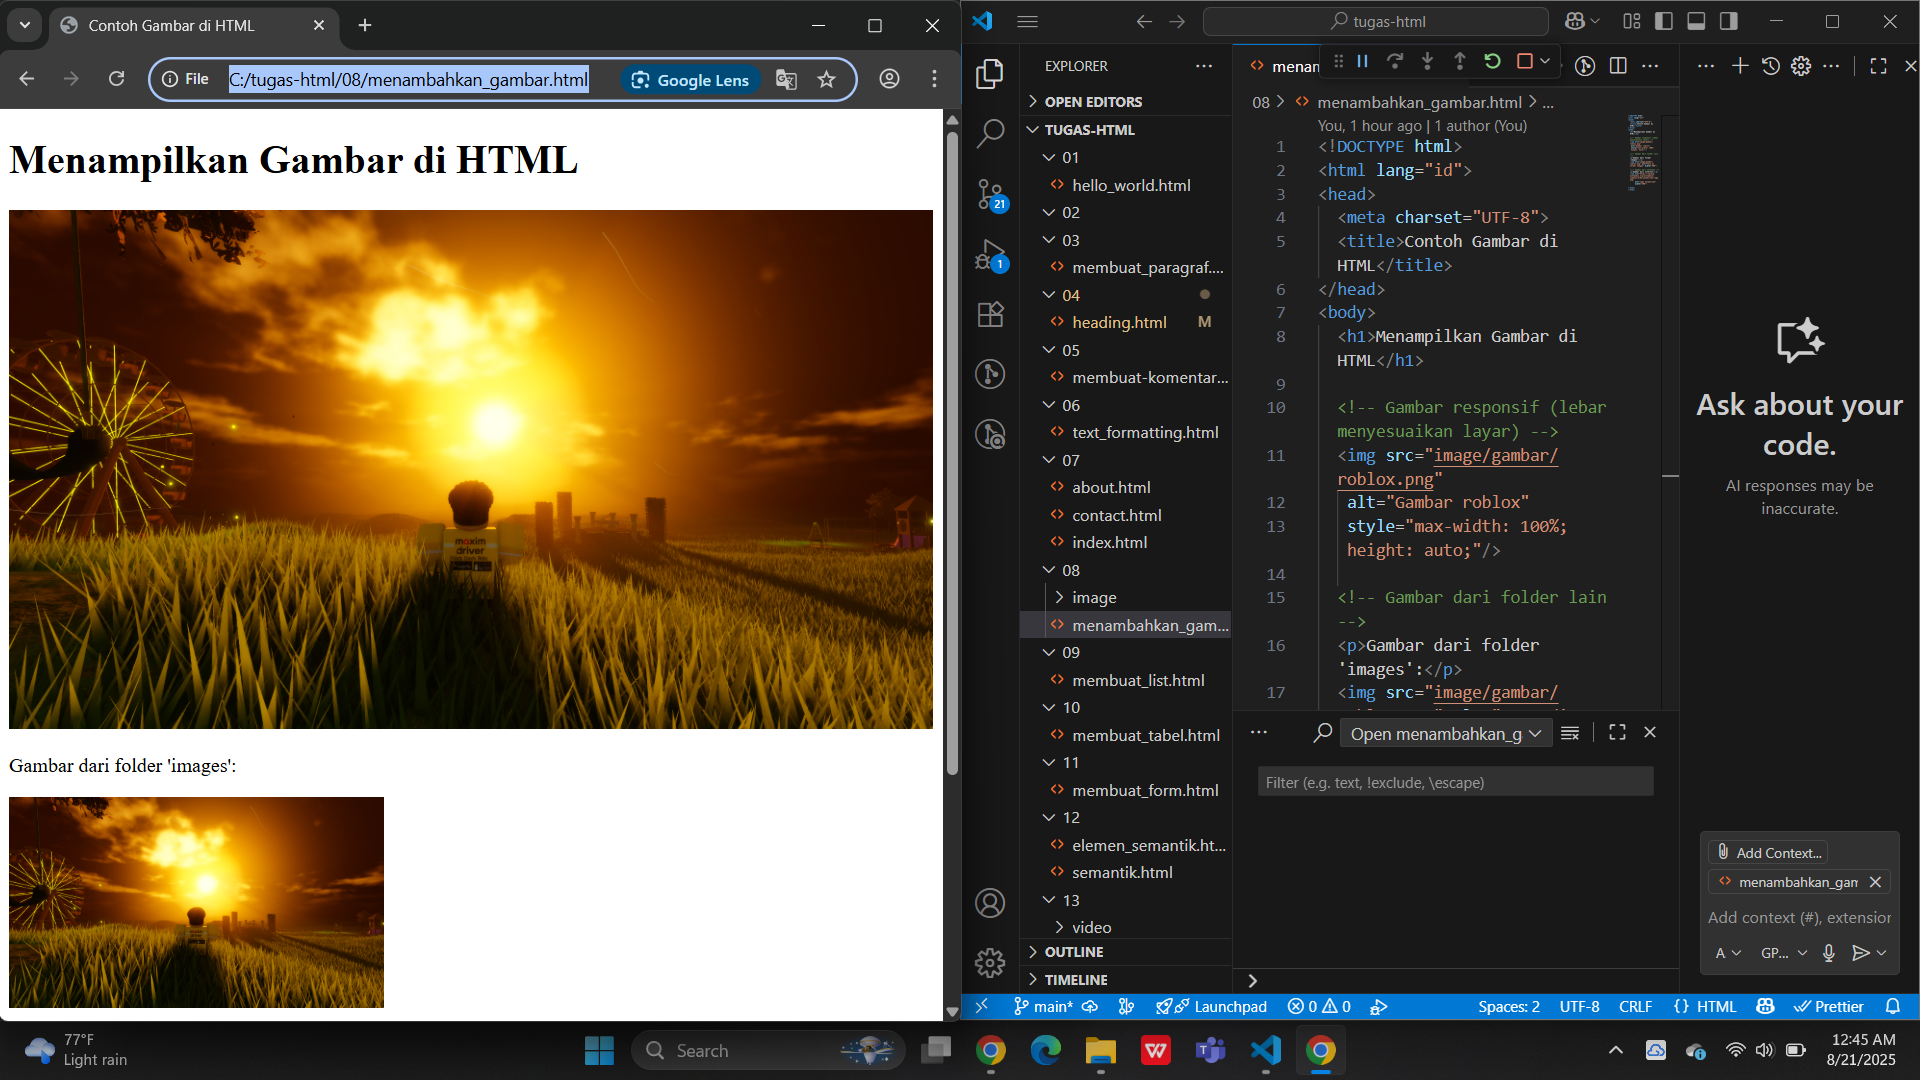 Contoh Gambar di HTML
File
C:/tugas-html/08/menambahkan_gambar.html
Google Lens
Menampilkan Gambar di HTML
maxim
driver
Gambar dari folder 'images':
tugas-html
EXPLORER
OPEN EDITORS
TUGAS-HTML
01
hello_world.html
02
03
membuat_paragraf....
04
heading.html M
05
membuat-komentar...
06
text_formatting.html
07
about.html
contact.html
index.html
08
image
menambahkan_gam...
09
membuat_list.html
10
membuat_tabel.html
11
membuat_form.html
12
elemen_semantik.ht...
semantik.html
13
video
OUTLINE
TIMELINE
21
1
menam
08 > menambahkan_gambar.html > ...
You, 1 hour ago | 1 author (You)
1 <!DOCTYPE html>
2 <html lang="id">
3 <head>
4 <meta charset="UTF-8">
5 <title>Contoh Gambar di
HTML</title>
6 </head>
7 <body>
8 <h1>Menampilkan Gambar di
HTML</h1>
9
10 <!-- Gambar responsif (lebar
menyesuaikan layar) -->
11 <img src="image/gambar/
roblox.png"
12 alt="Gambar roblox"
13 style="max-width: 100%;
height: auto;"/>
14
15 <!-- Gambar dari folder lain
-->
16 <p>Gambar dari folder
'images':</p>
17 <img src="image/gambar/
Open menambahkan_g
Filter (e.g. text, !exclude, \escape)
Ask about your
code.
AI responses may be
inaccurate.
Add Context...
menambahkan_gam
Add context (#), extension
A
GP...
main*
Launchpad
0 0
Spaces: 2
UTF-8
CRLF
{} HTML
Prettier
77°F
Light rain
Search
12:45 AM
8/21/2025